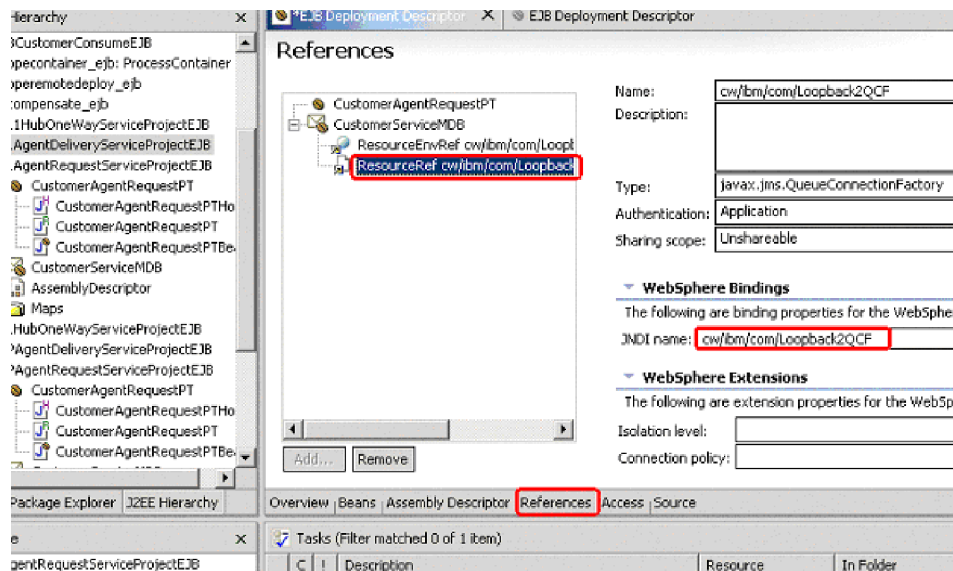 Hierarchy
*EJB Deployment Descriptor
EJB Deployment Descriptor
BCustomerConsumeEJB
opecontainer_ejb: ProcessContainer
operemotedeploy_ejb
compensate_ejb
.1HubOneWayServiceProjectEJB
.AgentDeliveryServiceProjectEJB
.AgentRequestServiceProjectEJB
CustomerAgentRequestPT
CustomerAgentRequestPTHo
CustomerAgentRequestPT
CustomerAgentRequestPTBe
CustomerServiceMDB
AssemblyDescriptor
Maps
.HubOneWayServiceProjectEJB
AgentDeliveryServiceProjectEJB
AgentRequestServiceProjectEJB
CustomerAgentRequestPT
CustomerAgentRequestPTHo
CustomerAgentRequestPT
CustomerAgentRequestPTBe
Package Explorer J2EE Hierarchy
References
CustomerAgentRequestPT
CustomerServiceMDB
ResourceEnvRef cw/ibm/com/Loopb
ResourceRef cw/ibm/com/Loopback
Add... Remove
Name: cw/ibm/com/Loopback2QCF
Description:
Type: javax.jms.QueueConnectionFactory
Authentication: Application
Sharing scope: Unshareable
WebSphere Bindings
The following are binding properties for the WebSphe
JNDI name: cw/ibm/com/Loopback2QCF
WebSphere Extensions
The following are extension properties for the WebSp
Isolation level:
Connection policy:
Overview Beans Assembly Descriptor References Access Source
Tasks (Filter matched 0 of 1 item)
C ! Description Resource In Folder
gentRequestServiceProjectEJB